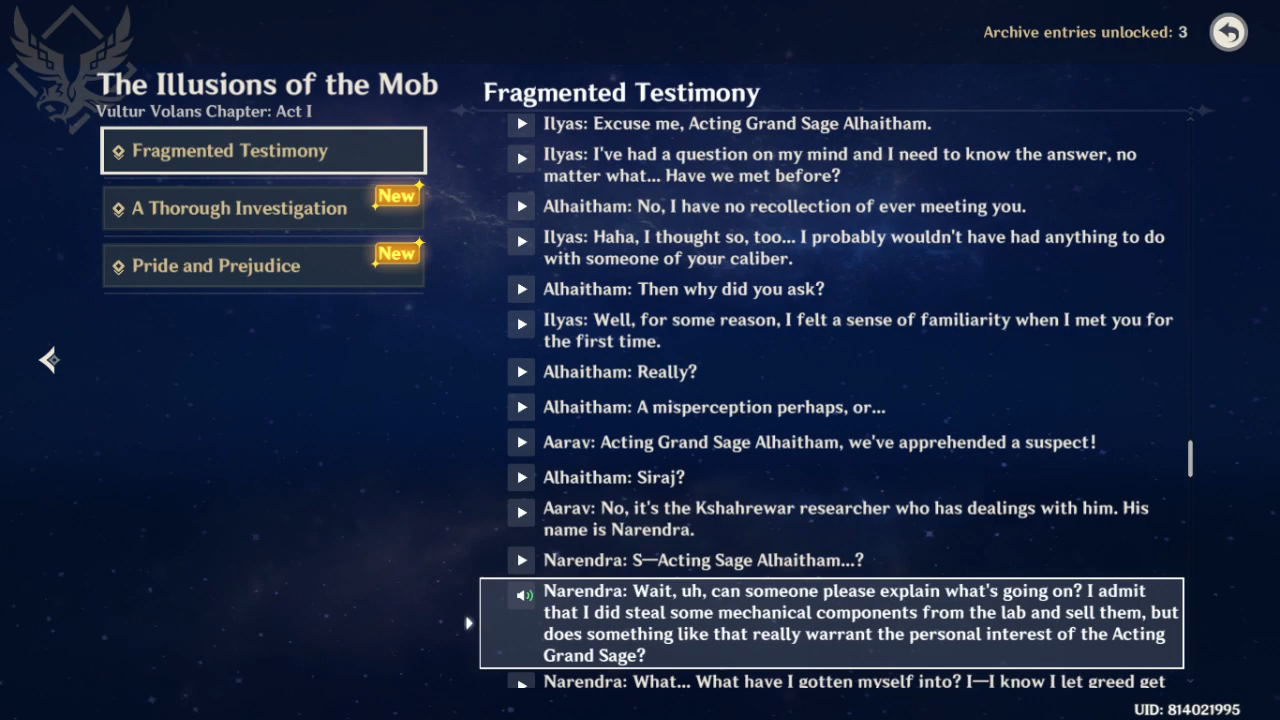 Archive entries unlocked: 3
The Illusions of the Mob
Vultur Volans Chapter: Act I
Fragmented Testimony
New
A Thorough Investigation
New
Pride and Prejudice
Fragmented Testimony
Ilyas: Excuse me, Acting Grand Sage Alhaitham.
Ilyas: I've had a question on my mind and I need to know the answer, no
matter what... Have we met before?
Alhaitham: No, I have no recollection of ever meeting you.
Ilyas: Haha, I thought so, too... I probably wouldn't have had anything to do
with someone of your caliber.
Alhaitham: Then why did you ask?
Ilyas: Well, for some reason, I felt a sense of familiarity when I met you for
the first time.
Alhaitham: Really?
Alhaitham: A misperception perhaps, or...
Aarav: Acting Grand Sage Alhaitham, we've apprehended a suspect!
Alhaitham: Siraj?
Aarav: No, it's the Kshahrewar researcher who has dealings with him. His
name is Narendra.
Narendra: S—Acting Sage Alhaitham...?
Narendra: Wait, uh, can someone please explain what's going on? I admit
that I did steal some mechanical components from the lab and sell them, but
does something like that really warrant the personal interest of the Acting
Grand Sage?
Narendra: What... What have I gotten myself into? I—I know I let greed get
UID: 814021995